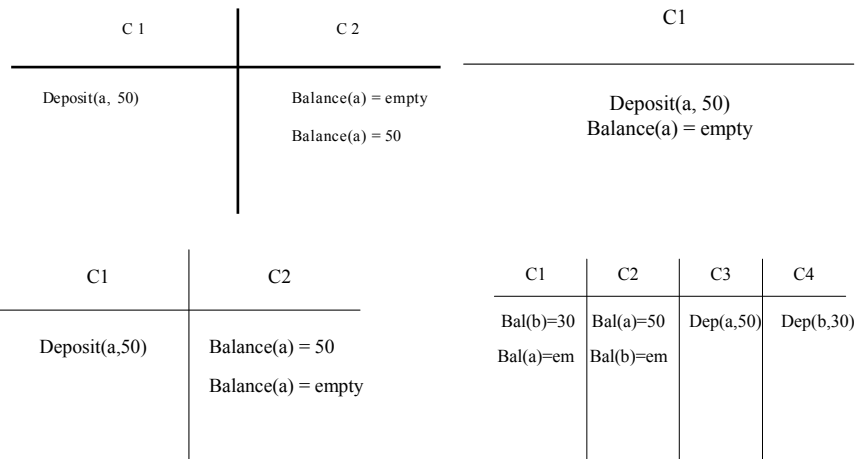 C 1 C 2
Deposit(a, 50) Balance(a) = empty
Balance(a) = 50
C1
Deposit(a, 50)
Balance(a) = empty
C1 C2
Deposit(a,50) Balance(a) = 50
Balance(a) = empty
C1 C2 C3 C4
Bal(b)=30 Bal(a)=50 Dep(a,50) Dep(b,30)
Bal(a)=em Bal(b)=em